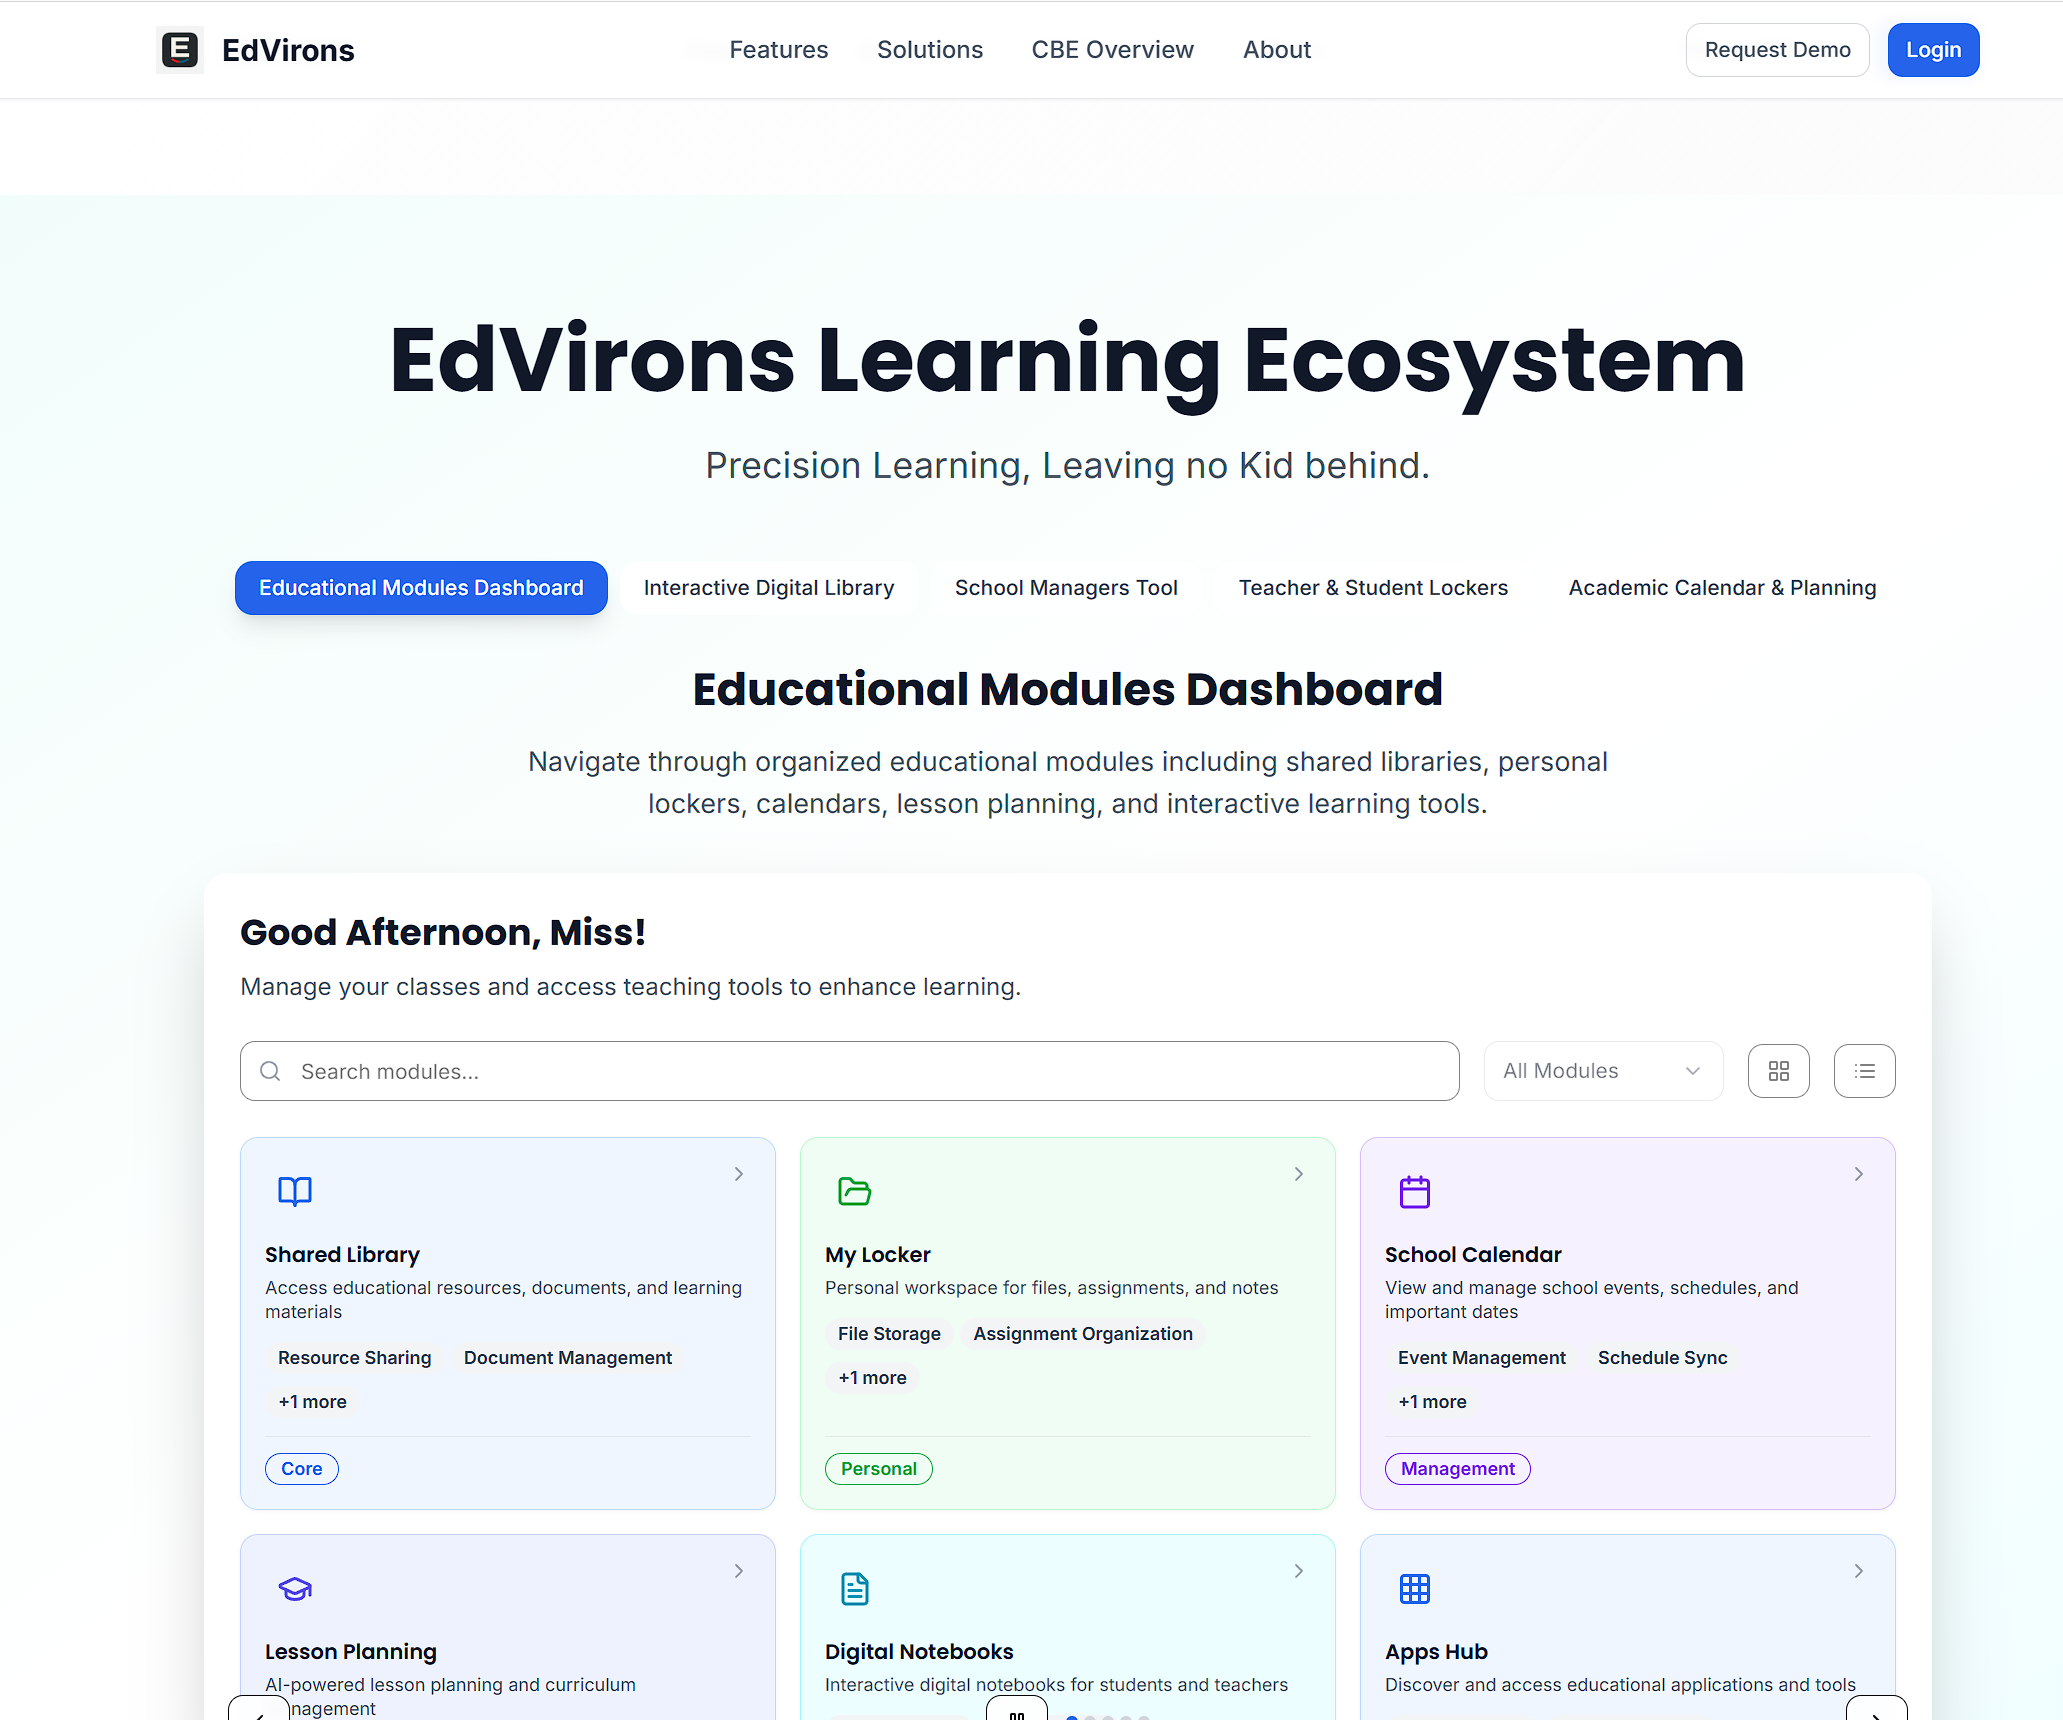 E EdVirons
Features Solutions CBE Overview About
Request Demo Login
EdVirons Learning Ecosystem
Precision Learning, Leaving no Kid behind.
Educational Modules Dashboard Interactive Digital Library School Managers Tool Teacher & Student Lockers Academic Calendar & Planning
Educational Modules Dashboard
Navigate through organized educational modules including shared libraries, personal
lockers, calendars, lesson planning, and interactive learning tools.
Good Afternoon, Miss!
Manage your classes and access teaching tools to enhance learning.
Search modules...
All Modules
Shared Library
Access educational resources, documents, and learning
materials
Resource Sharing Document Management
+1 more
Core
My Locker
Personal workspace for files, assignments, and notes
File Storage Assignment Organization
+1 more
Personal
School Calendar
View and manage school events, schedules, and
important dates
Event Management Schedule Sync
+1 more
Management
Lesson Planning
AI-powered lesson planning and curriculum
nagement
Digital Notebooks
Interactive digital notebooks for students and teachers
Apps Hub
Discover and access educational applications and tools